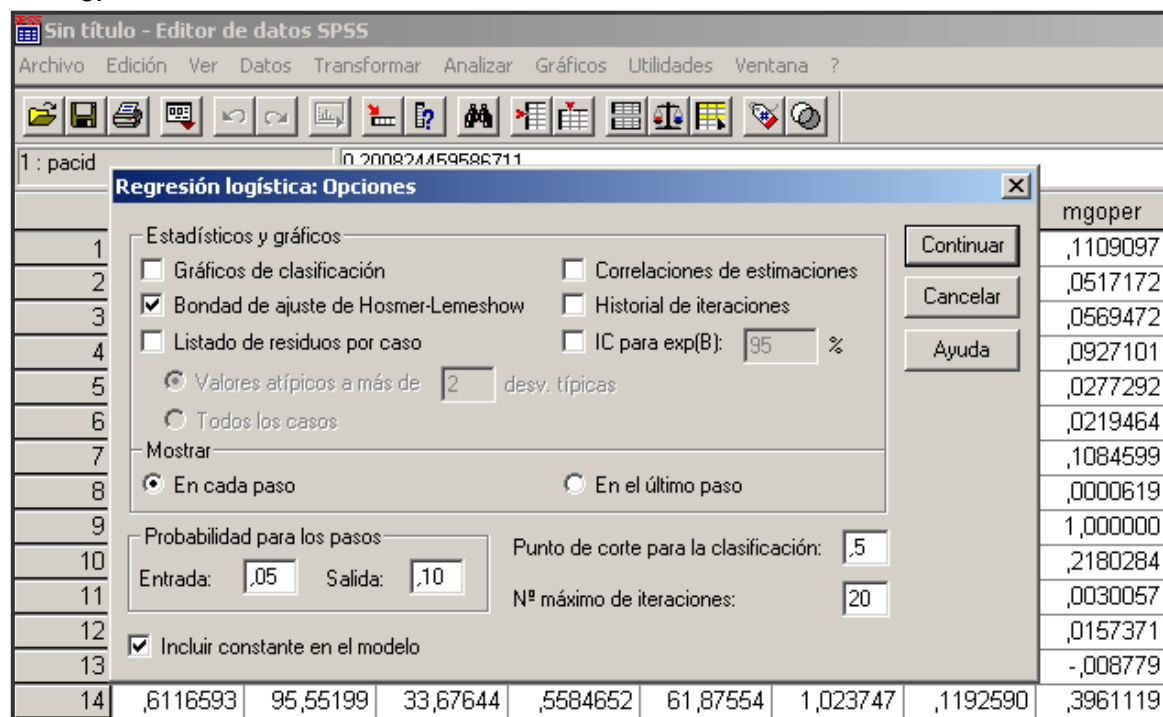 SPSS
Sin título - Editor de datos SPSS
Archivo Edición Ver Datos Transformar Analizar Gráficos Utilidades Ventana ?
1 : pacid 0,200824459586711
Regresión logística: Opciones
mgoper
Estadísticos y gráficos
Continuar
1 ,1109097
Gráficos de clasificación Correlaciones de estimaciones
2 ,0517172
Cancelar
Bondad de ajuste de Hosmer-Lemeshow Historial de iteraciones
3 ,0569472
Listado de residuos por caso IC para exp(B): 95 %
Ayuda
4 ,0927101
Valores atípicos a más de 2 desv. típicas
5 ,0277292
Todos los casos
6 ,0219464
Mostrar
7 ,1084599
En cada paso En el último paso
8 ,0000619
9 1,000000
Probabilidad para los pasos
Punto de corte para la clasificación: ,5
10 ,2180284
Entrada: ,05 Salida: ,10
Nº máximo de iteraciones: 20
11 ,0030057
12 ,0157371
Incluir constante en el modelo
13 -,008779
14 ,6116593 95,55199 33,67644 ,5584652 61,87554 1,023747 ,1192590 ,3961119